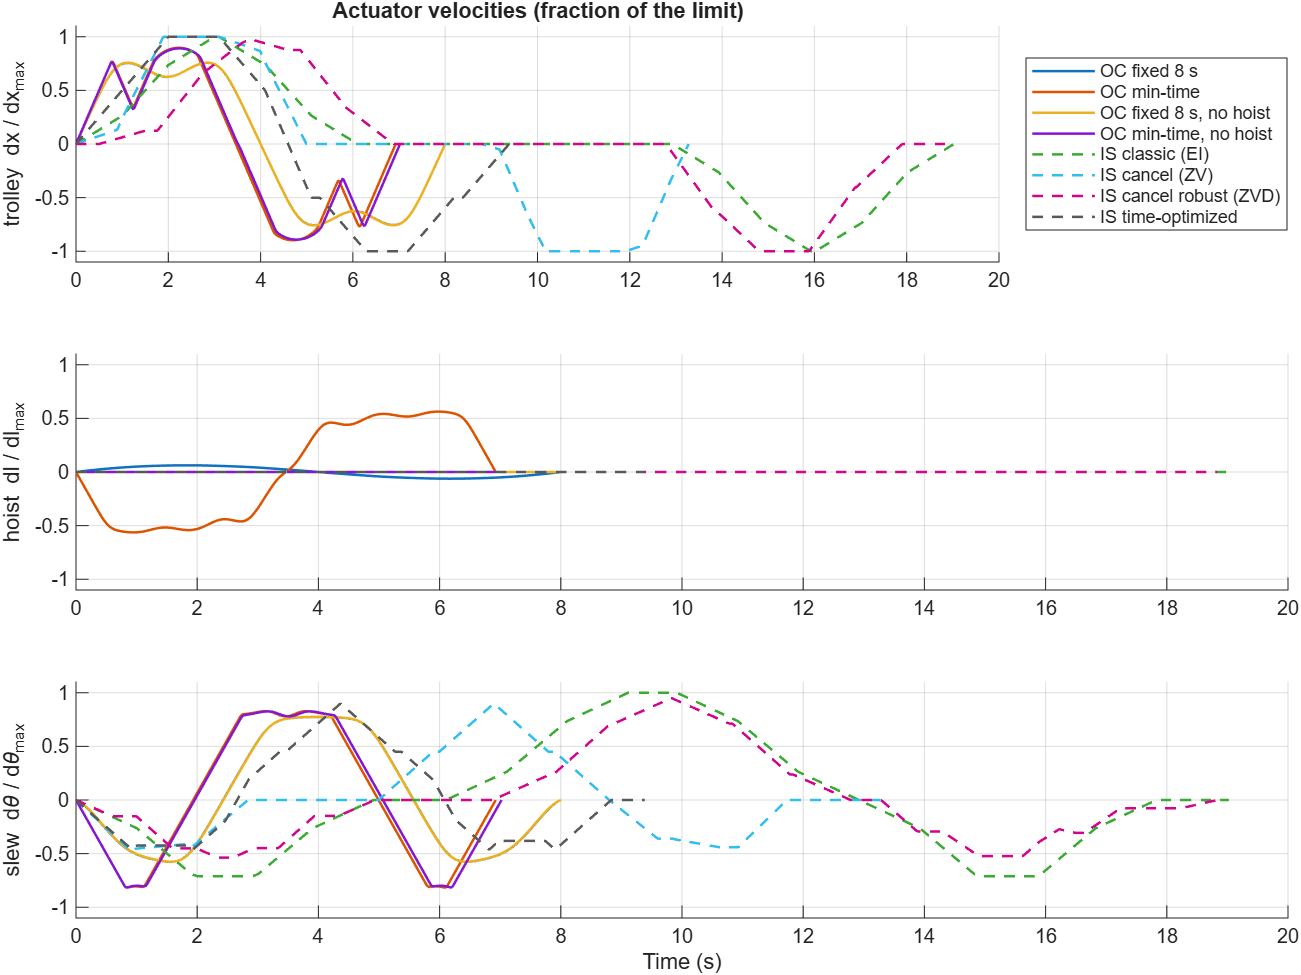 Actuator velocities (fraction of the limit)
trolley dx / dx_max
1
0.5
0
-0.5
-1
0 2 4 6 8 10 12 14 16 18 20
OC fixed 8 s
OC min-time
OC fixed 8 s, no hoist
OC min-time, no hoist
IS classic (EI)
IS cancel (ZV)
IS cancel robust (ZVD)
IS time-optimized
hoist dl / dl_max
1
0.5
0
-0.5
-1
0 2 4 6 8 10 12 14 16 18 20
slew dθ / dθ_max
1
0.5
0
-0.5
-1
0 2 4 6 8 10 12 14 16 18 20
Time (s)